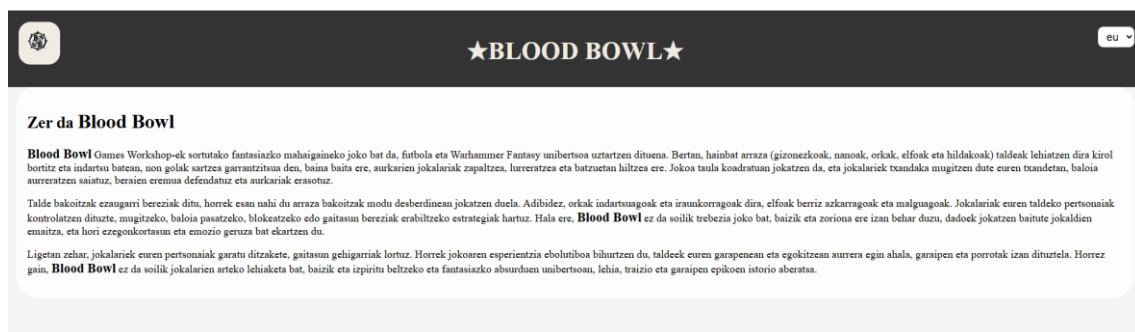 ★BLOOD BOWL★
eu
Zer da Blood Bowl
Blood Bowl Games Workshop-ek sortutako fantasiazko mahaigaineko joko bat da, futbola eta Warhammer Fantasy unibertsoa uztartzen dituena. Bertan, hainbat arraza (gizonezkoak, nanoak, orkak, elfoak eta hildakoak) taldeak lehiatzen dira kirol
bortitz eta indartsu batean, non golak sartzea garrantzitsua den, baina baita ere, aurkarien jokalariak zapaltzea, lurreratzea eta batzuetan hiltzea ere. Jokoa taula koadratuan jokatzen da, eta jokalariek txandaka mugitzen dute euren txandetan, baloia
aurreratzen saiatuz, beraien eremua defendatuz eta aurkariak erasotuz.
Talde bakoitzak ezaugarri bereziak ditu, horrek esan nahi du arraza bakoitzak modu desberdinean jokatzen duela. Adibidez, orkak indartsuagoak eta iraunkorragoak dira, elfoak berriz azkarragoak eta malguagoak. Jokalariak euren taldeko pertsonaiak
kontrolatzen dituzte, mugitzeko, baloia pasatzeko, blokeatzeko edo gaitasun bereziak erabiltzeko estrategiak hartuz. Hala ere, Blood Bowl ez da soilik trebezia joko bat, baizik eta zoriona ere izan behar duzu, dadoek jokatzen baitute jokaldien
emaitza, eta hori ezegonkortasun eta emozio geruza bat ekartzen du.
Ligetan zehar, jokalariek euren pertsonaiak garatu ditzakete, gaitasun gehigarriak lortuz. Horrek jokoaren esperientzia ebolutiboa bihurtzen du, taldeek euren garapenean eta egokitzean aurrera egin ahala, garaipen eta porrotak izan dituztela. Horrez
gain, Blood Bowl ez da soilik jokalarien arteko lehiaketa bat, baizik eta izpiritu beltzeko eta fantasiazko absurduen unibertsoan, lehia, traizio eta garaipen epikoen istorio aberatsa.